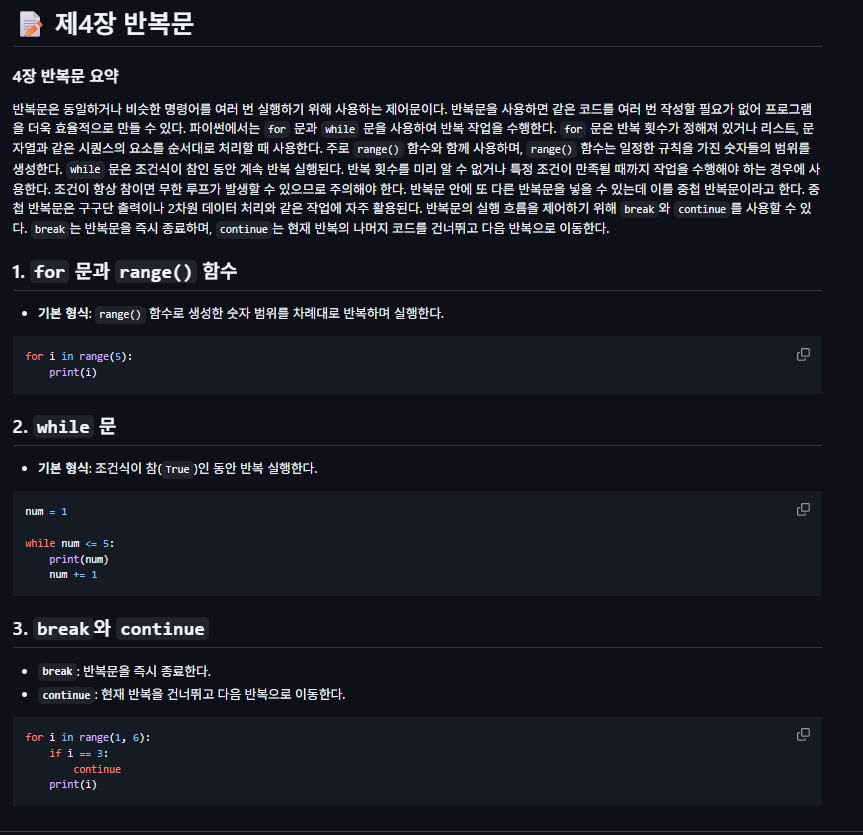 📝 제4장 반복문
4장 반복문 요약
반복문은 동일하거나 비슷한 명령어를 여러 번 실행하기 위해 사용하는 제어문이다. 반복문을 사용하면 같은 코드를 여러 번 작성할 필요가 없어 프로그램
을 더욱 효율적으로 만들 수 있다. 파이썬에서는 for 문과 while 문을 사용하여 반복 작업을 수행한다. for 문은 반복 횟수가 정해져 있거나 리스트, 문
자열과 같은 시퀀스의 요소를 순서대로 처리할 때 사용한다. 주로 range() 함수와 함께 사용하며, range() 함수는 일정한 규칙을 가진 숫자들의 범위를
생성한다. while 문은 조건식이 참인 동안 계속 반복 실행된다. 반복 횟수를 미리 알 수 없거나 특정 조건이 만족될 때까지 작업을 수행해야 하는 경우에 사
용한다. 조건이 항상 참이면 무한 루프가 발생할 수 있으므로 주의해야 한다. 반복문 안에 또 다른 반복문을 넣을 수 있는데 이를 중첩 반복문이라고 한다. 중
첩 반복문은 구구단 출력이나 2차원 데이터 처리와 같은 작업에 자주 활용된다. 반복문의 실행 흐름을 제어하기 위해 break 와 continue 를 사용할 수 있
다. break 는 반복문을 즉시 종료하며, continue 는 현재 반복의 나머지 코드를 건너뛰고 다음 반복으로 이동한다.
1. for 문과 range() 함수
• 기본 형식: range() 함수로 생성한 숫자 범위를 차례대로 반복하며 실행한다.
for i in range(5):
    print(i)
2. while 문
• 기본 형식: 조건식이 참(True)인 동안 반복 실행한다.
num = 1
while num <= 5:
    print(num)
    num += 1
3. break와 continue
• break: 반복문을 즉시 종료한다.
• continue: 현재 반복을 건너뛰고 다음 반복으로 이동한다.
for i in range(1, 6):
    if i == 3:
        continue
    print(i)